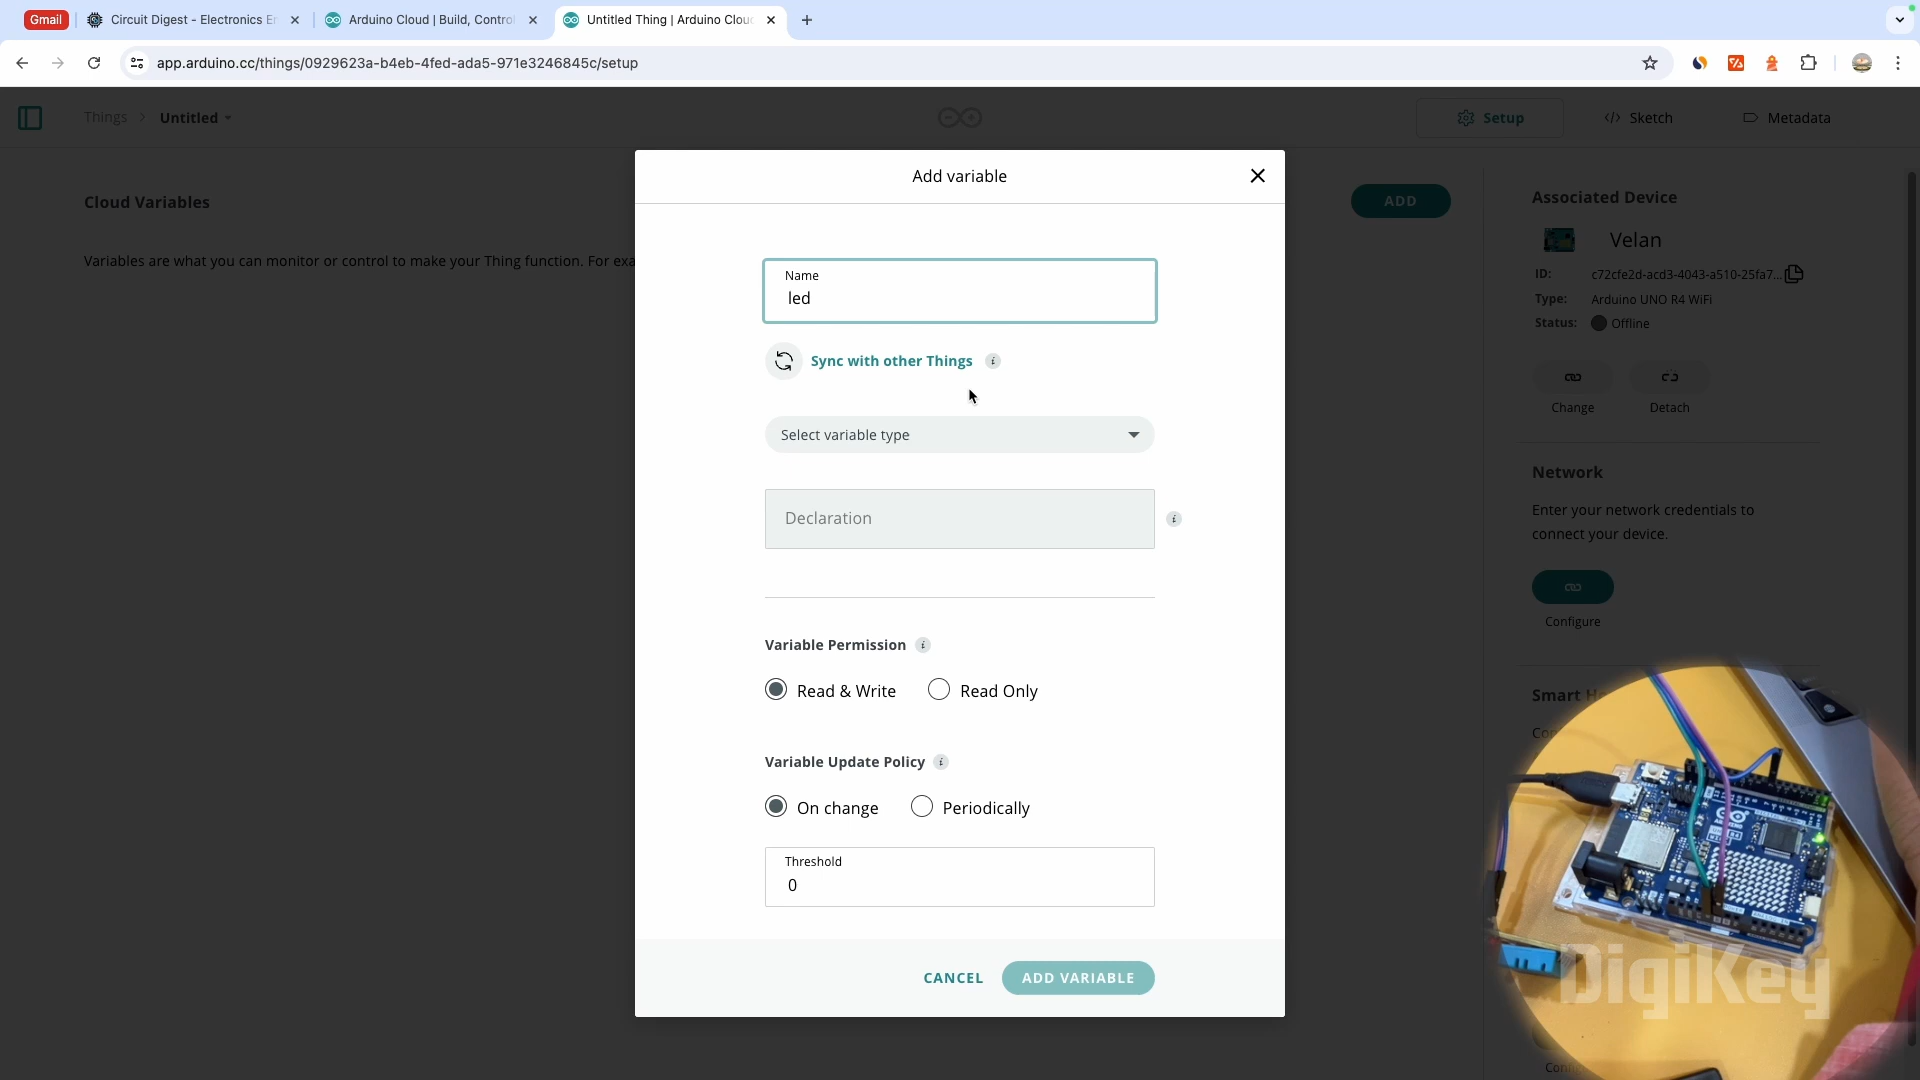 Gmail
Circuit Digest - Electronics En
Arduino Cloud | Build, Control
Untitled Thing | Arduino Cloud
app.arduino.cc/things/0929623a-b4eb-4fed-ada5-971e3246845c/setup
Things > Untitled
Setup
</> Sketch
Metadata
Cloud Variables
ADD
Variables are what you can monitor or control to make your Thing function. For exa
Add variable
Name
led
Sync with other Things
Select variable type
Declaration
Variable Permission
Read & Write
Read Only
Variable Update Policy
On change
Periodically
Threshold
0
CANCEL
ADD VARIABLE
Associated Device
Velan
ID: c72cfe2d-acd3-4043-a510-25fa7...
Type: Arduino UNO R4 WiFi
Status: Offline
Change
Detach
Network
Enter your network credentials to
connect your device.
Configure
Smart
DigiKey